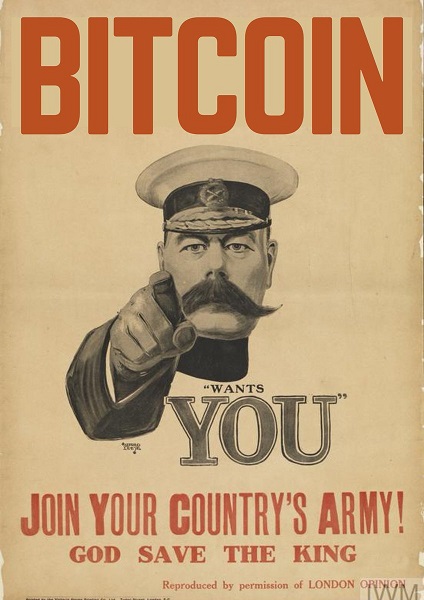 BITCOIN
"WANTS
YOU"
JOIN YOUR COUNTRY'S ARMY!
GOD SAVE THE KING
Reproduced by permission of LONDON OPINION
IWM